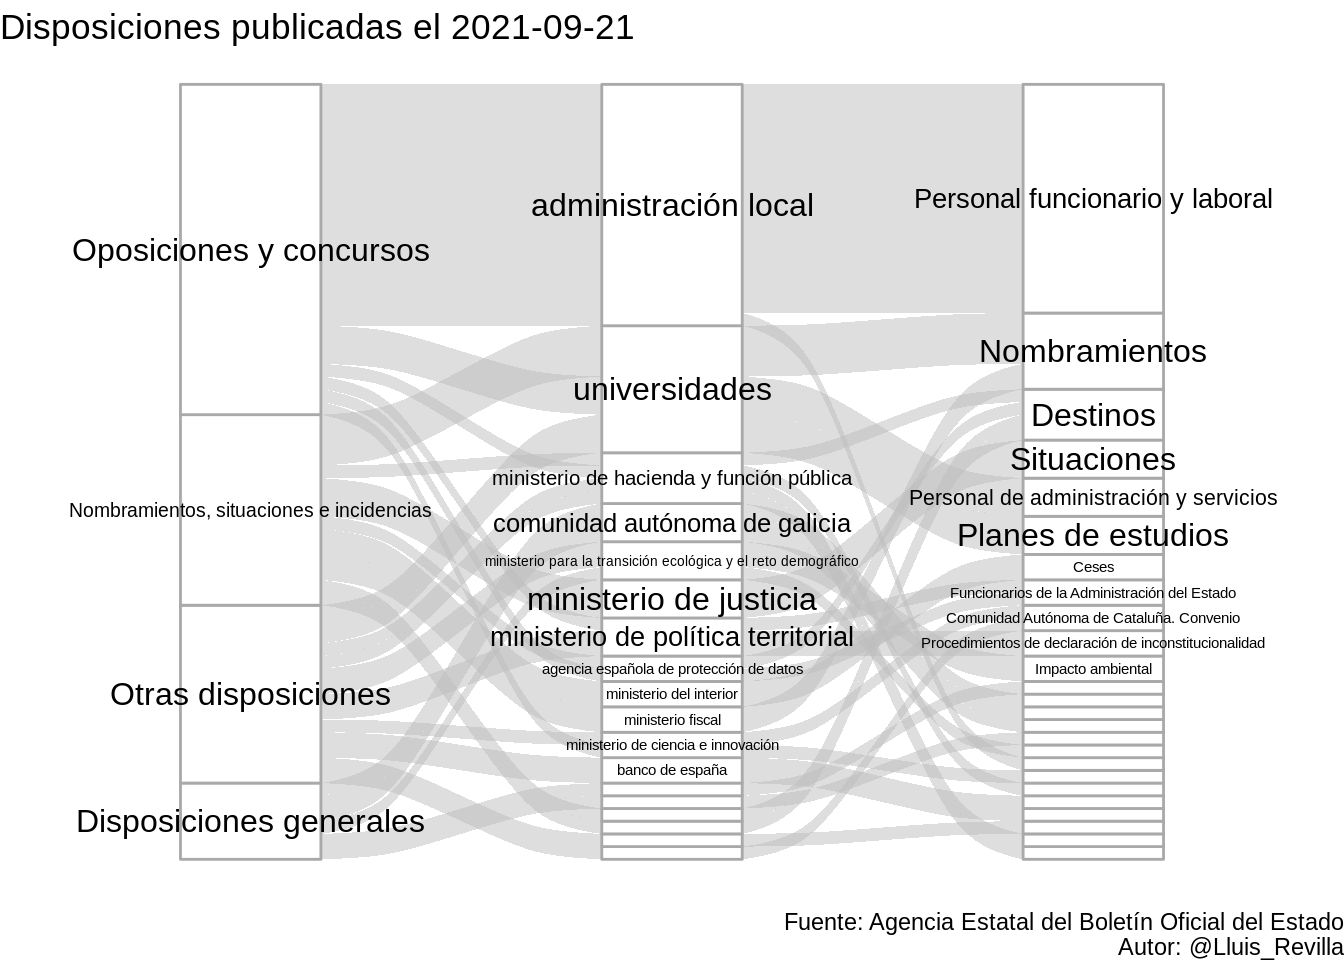 Disposiciones publicadas el 2021-09-21
Oposiciones y concursos
Nombramientos, situaciones e incidencias
Otras disposiciones
Disposiciones generales
administración local
universidades
ministerio de hacienda y función pública
comunidad autónoma de galicia
ministerio para la transición ecológica y el reto demográfico
ministerio de justicia
ministerio de política territorial
agencia española de protección de datos
ministerio del interior
ministerio fiscal
ministerio de ciencia e innovación
banco de españa
Personal funcionario y laboral
Nombramientos
Destinos
Situaciones
Personal de administración y servicios
Planes de estudios
Ceses
Funcionarios de la Administración del Estado
Comunidad Autónoma de Cataluña. Convenio
Procedimientos de declaración de inconstitucionalidad
Impacto ambiental
Fuente: Agencia Estatal del Boletín Oficial del Estado
Autor: @Lluis_Revilla